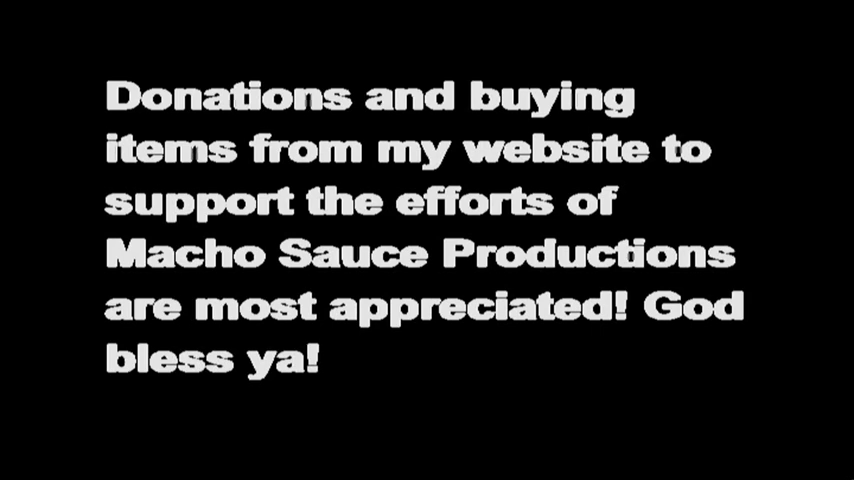 Donations and buying
items from my website to
support the efforts of
Macho Sauce Productions
are most appreciated! God
bless ya!